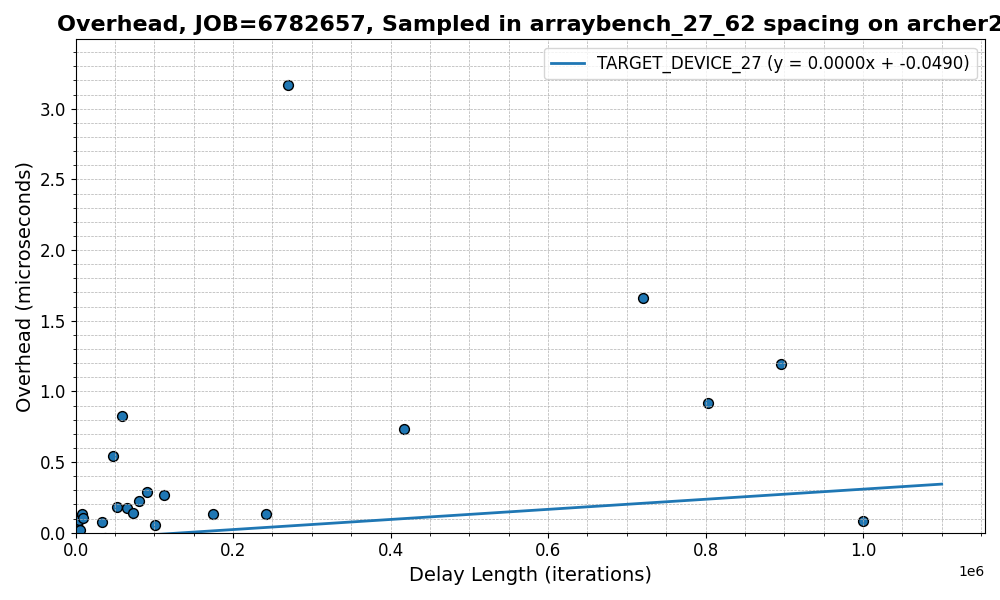 Overhead, JOB=6782657, Sampled in arraybench_27_62 spacing on archer2
TARGET_DEVICE_27 (y = 0.0000x + -0.0490)
Overhead (microseconds)
3.0
2.5
2.0
1.5
1.0
0.5
0.0
0.0 0.2 0.4 0.6 0.8 1.0
1e6
Delay Length (iterations)